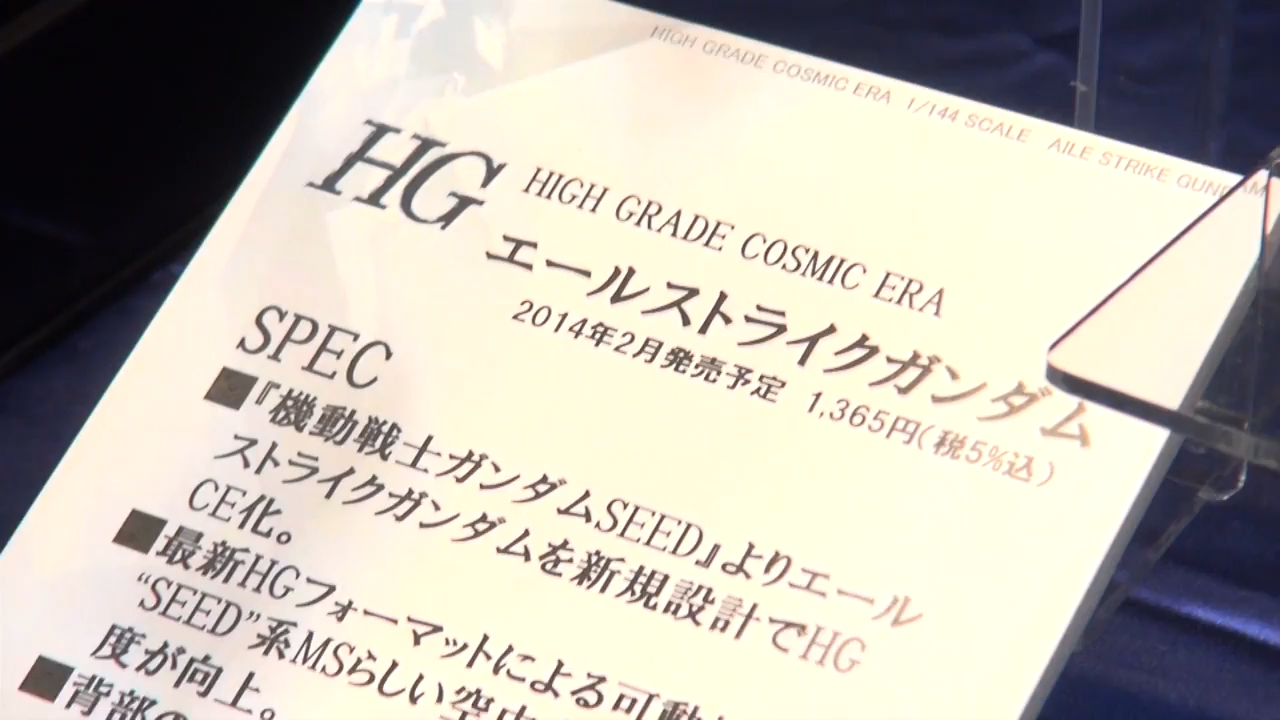 HIGH GRADE COSMIC ERA 1/144 SCALE AILE STRIKE GUNDAM
HG HIGH GRADE COSMIC ERA
エールストライクガンダム
2014年2月発売予定 1,365円(税5%込)
SPEC
■『機動戦士ガンダムSEED』よりエール
ストライクガンダムを新規設計でHG
CE化。
■最新HGフォーマットによる可動
“SEED”系MSらしい空中
度が向上。
■背部の